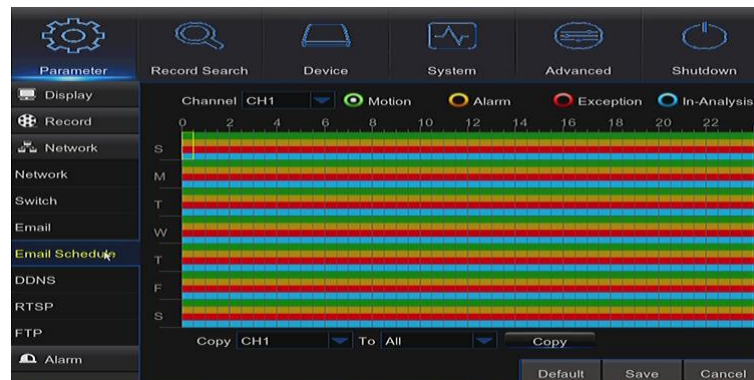 Parameter Record Search Device System Advanced Shutdown
Display
Record
Network
Network
Switch
Email
Email Schedule
DDNS
RTSP
FTP
Alarm
Channel CH1 Motion Alarm Exception In-Analysis
0 2 4 6 8 10 12 14 16 18 20 22
S
M
T
W
T
F
S
Copy CH1 To All Copy
Default Save Cancel